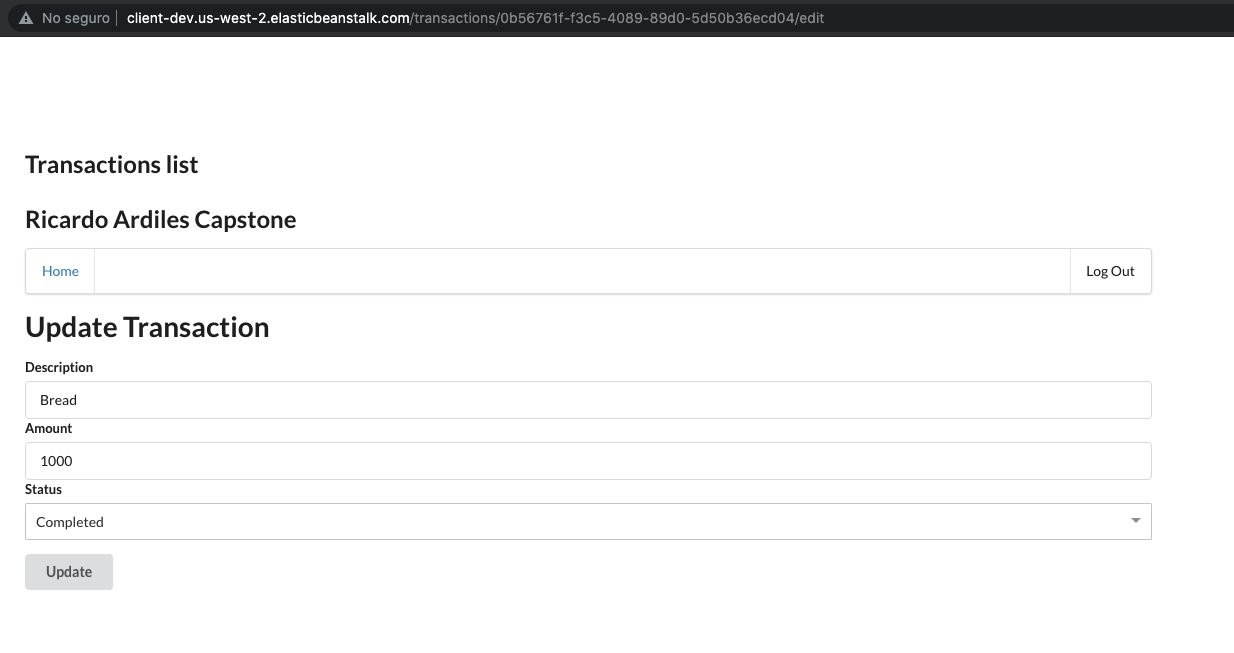 No seguro client-dev.us-west-2.elasticbeanstalk.com/transactions/0b56761f-f3c5-4089-89d0-5d50b36ecd04/edit
Transactions list
Ricardo Ardiles Capstone
Home Log Out
Update Transaction
Description
Bread
Amount
1000
Status
Completed
Update